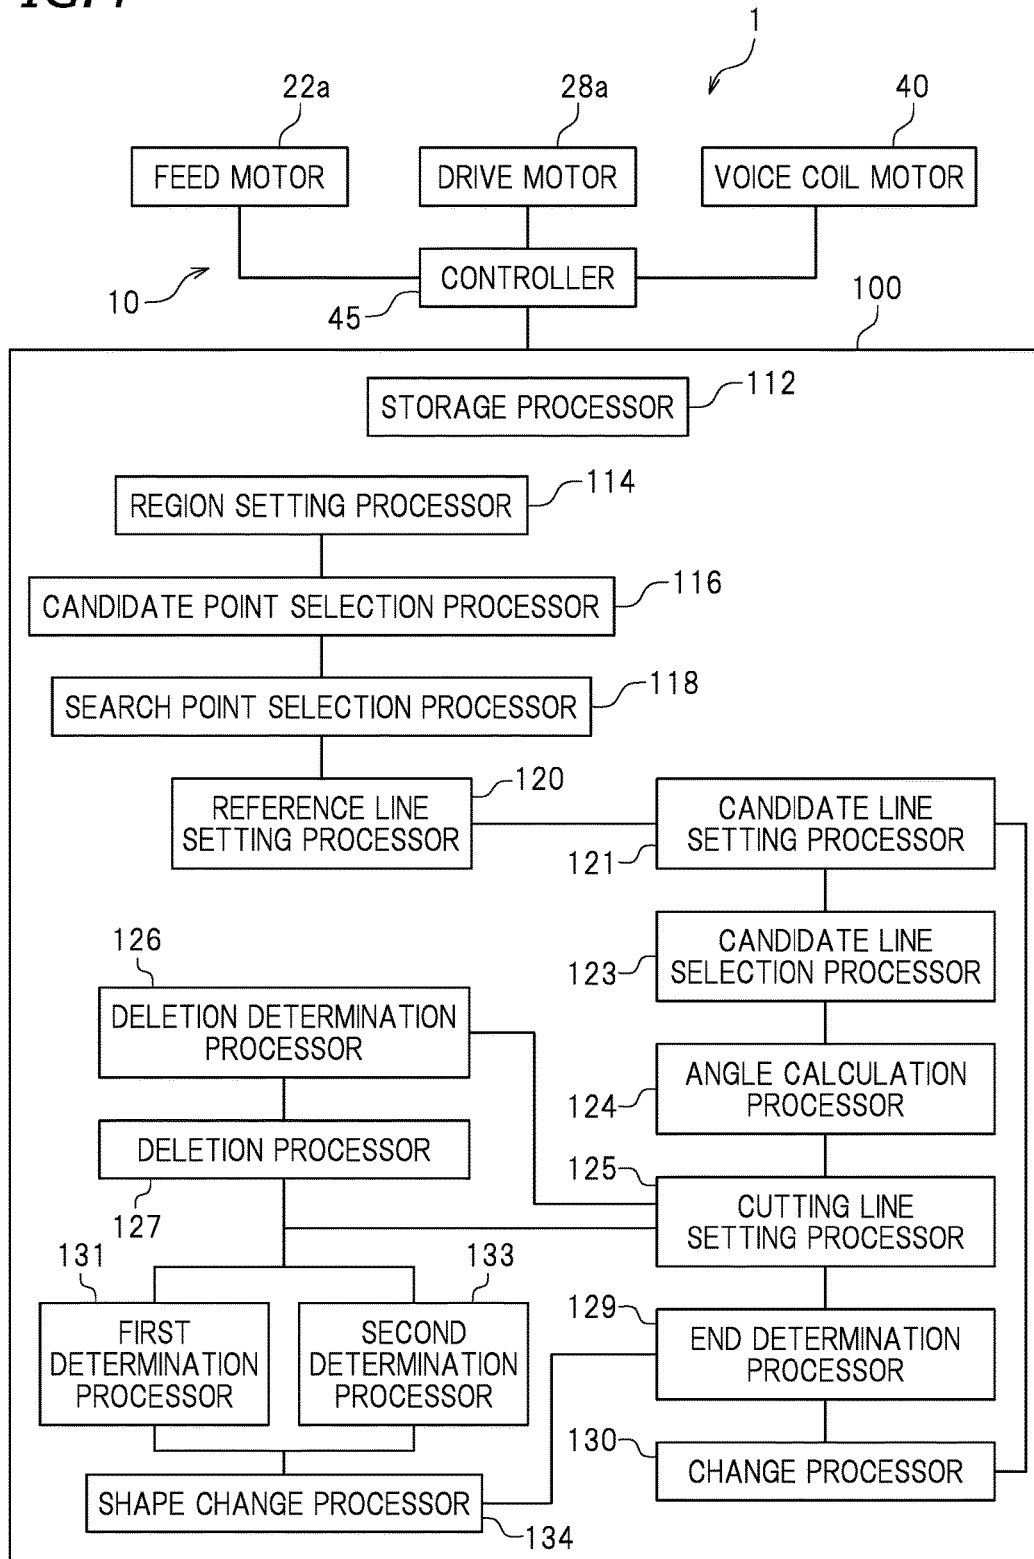 1
22a
28a
40
FEED MOTOR
DRIVE MOTOR
VOICE COIL MOTOR
10
CONTROLLER
45
100
STORAGE PROCESSOR
112
REGION SETTING PROCESSOR
114
CANDIDATE POINT SELECTION PROCESSOR
116
SEARCH POINT SELECTION PROCESSOR
118
REFERENCE LINE
SETTING PROCESSOR
120
CANDIDATE LINE
SETTING PROCESSOR
121
CANDIDATE LINE
SELECTION PROCESSOR
123
126
DELETION DETERMINATION
PROCESSOR
ANGLE CALCULATION
PROCESSOR
124
DELETION PROCESSOR
127
125
CUTTING LINE
SETTING PROCESSOR
131
FIRST
DETERMINATION
PROCESSOR
133
SECOND
DETERMINATION
PROCESSOR
129
END DETERMINATION
PROCESSOR
130
CHANGE PROCESSOR
SHAPE CHANGE PROCESSOR
134